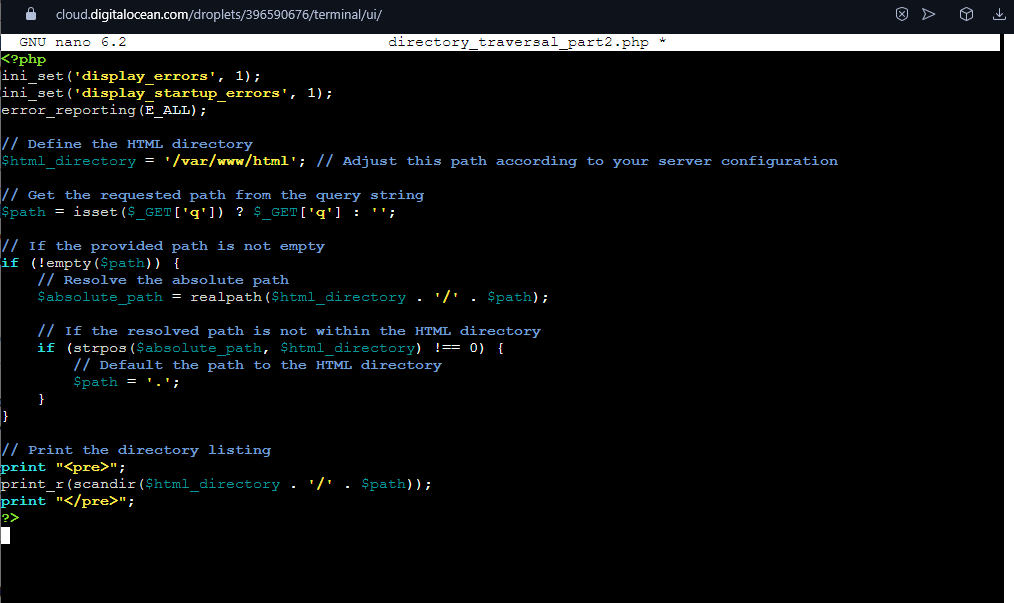 cloud.digitalocean.com/droplets/396590676/terminal/ui/
GNU nano 6.2 directory_traversal_part2.php *
<?php
ini_set('display_errors', 1);
ini_set('display_startup_errors', 1);
error_reporting(E_ALL);
// Define the HTML directory
$html_directory = '/var/www/html'; // Adjust this path according to your server configuration
// Get the requested path from the query string
$path = isset($_GET['q']) ? $_GET['q'] : '';
// If the provided path is not empty
if (!empty($path)) {
    // Resolve the absolute path
    $absolute_path = realpath($html_directory . '/' . $path);
    // If the resolved path is not within the HTML directory
    if (strpos($absolute_path, $html_directory) !== 0) {
        // Default the path to the HTML directory
        $path = '.';
    }
}
// Print the directory listing
print "<pre>";
print_r(scandir($html_directory . '/' . $path));
print "</pre>";
?>